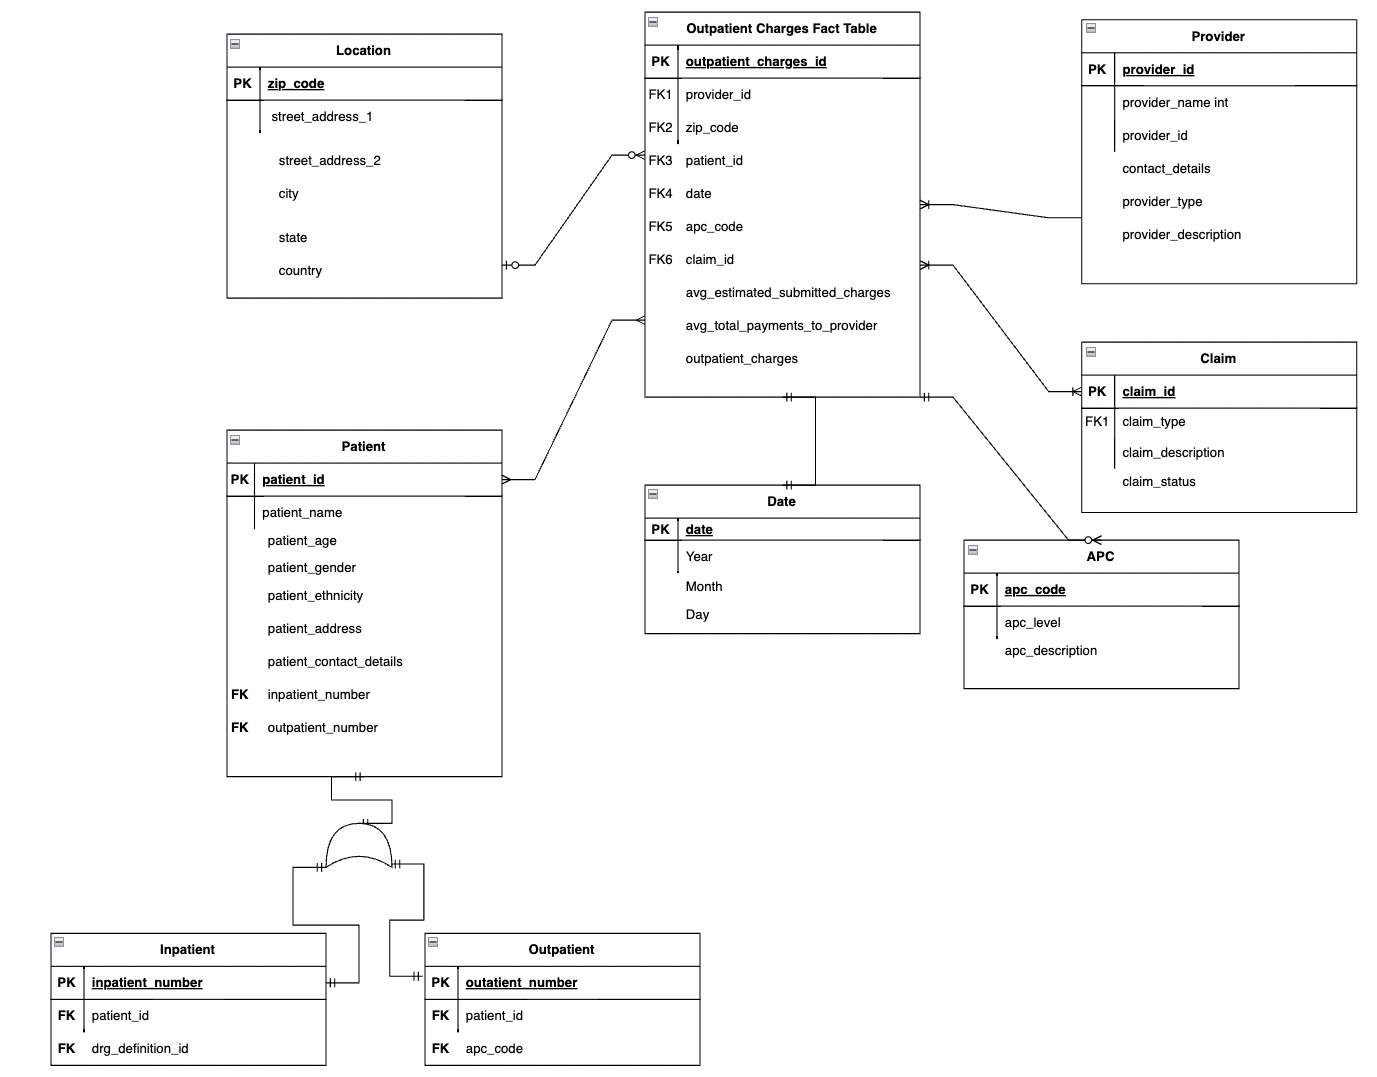 Location
PK zip_code
street_address_1
street_address_2
city
state
country
Outpatient Charges Fact Table
PK outpatient_charges_id
FK1 provider_id
FK2 zip_code
FK3 patient_id
FK4 date
FK5 apc_code
FK6 claim_id
avg_estimated_submitted_charges
avg_total_payments_to_provider
outpatient_charges
Provider
PK provider_id
provider_name int
provider_id
contact_details
provider_type
provider_description
Claim
PK claim_id
FK1 claim_type
claim_description
claim_status
Patient
PK patient_id
patient_name
patient_age
patient_gender
patient_ethnicity
patient_address
patient_contact_details
FK inpatient_number
FK outpatient_number
Date
PK date
Year
Month
Day
APC
PK apc_code
apc_level
apc_description
Inpatient
PK inpatient_number
FK patient_id
FK drg_definition_id
Outpatient
PK outatient_number
FK patient_id
FK apc_code